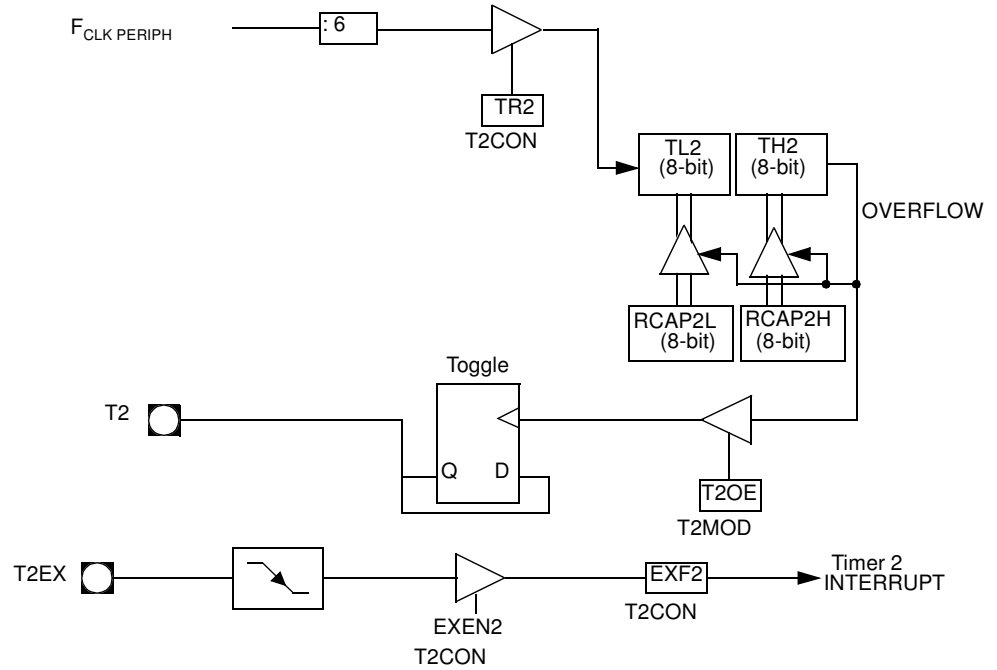 FCLK PERIPH
: 6
TR2
T2CON
TL2
(8-bit)
TH2
(8-bit)
OVERFLOW
RCAP2L
(8-bit)
RCAP2H
(8-bit)
Toggle
T2
Q D
T2OE
T2MOD
T2EX
EXEN2
T2CON
EXF2
T2CON
Timer 2
INTERRUPT